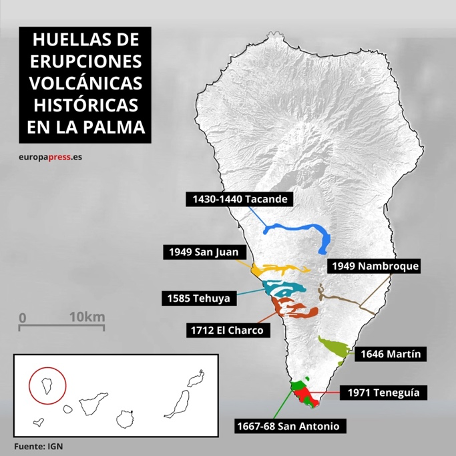 HUELLAS DE
ERUPCIONES
VOLCÁNICAS
HISTÓRICAS
EN LA PALMA
europapress.es
1430-1440 Tacande
1949 San Juan
1949 Nambroque
1585 Tehuya
1712 El Charco
0 10km
1646 Martín
1971 Teneguía
1667-68 San Antonio
Fuente: IGN